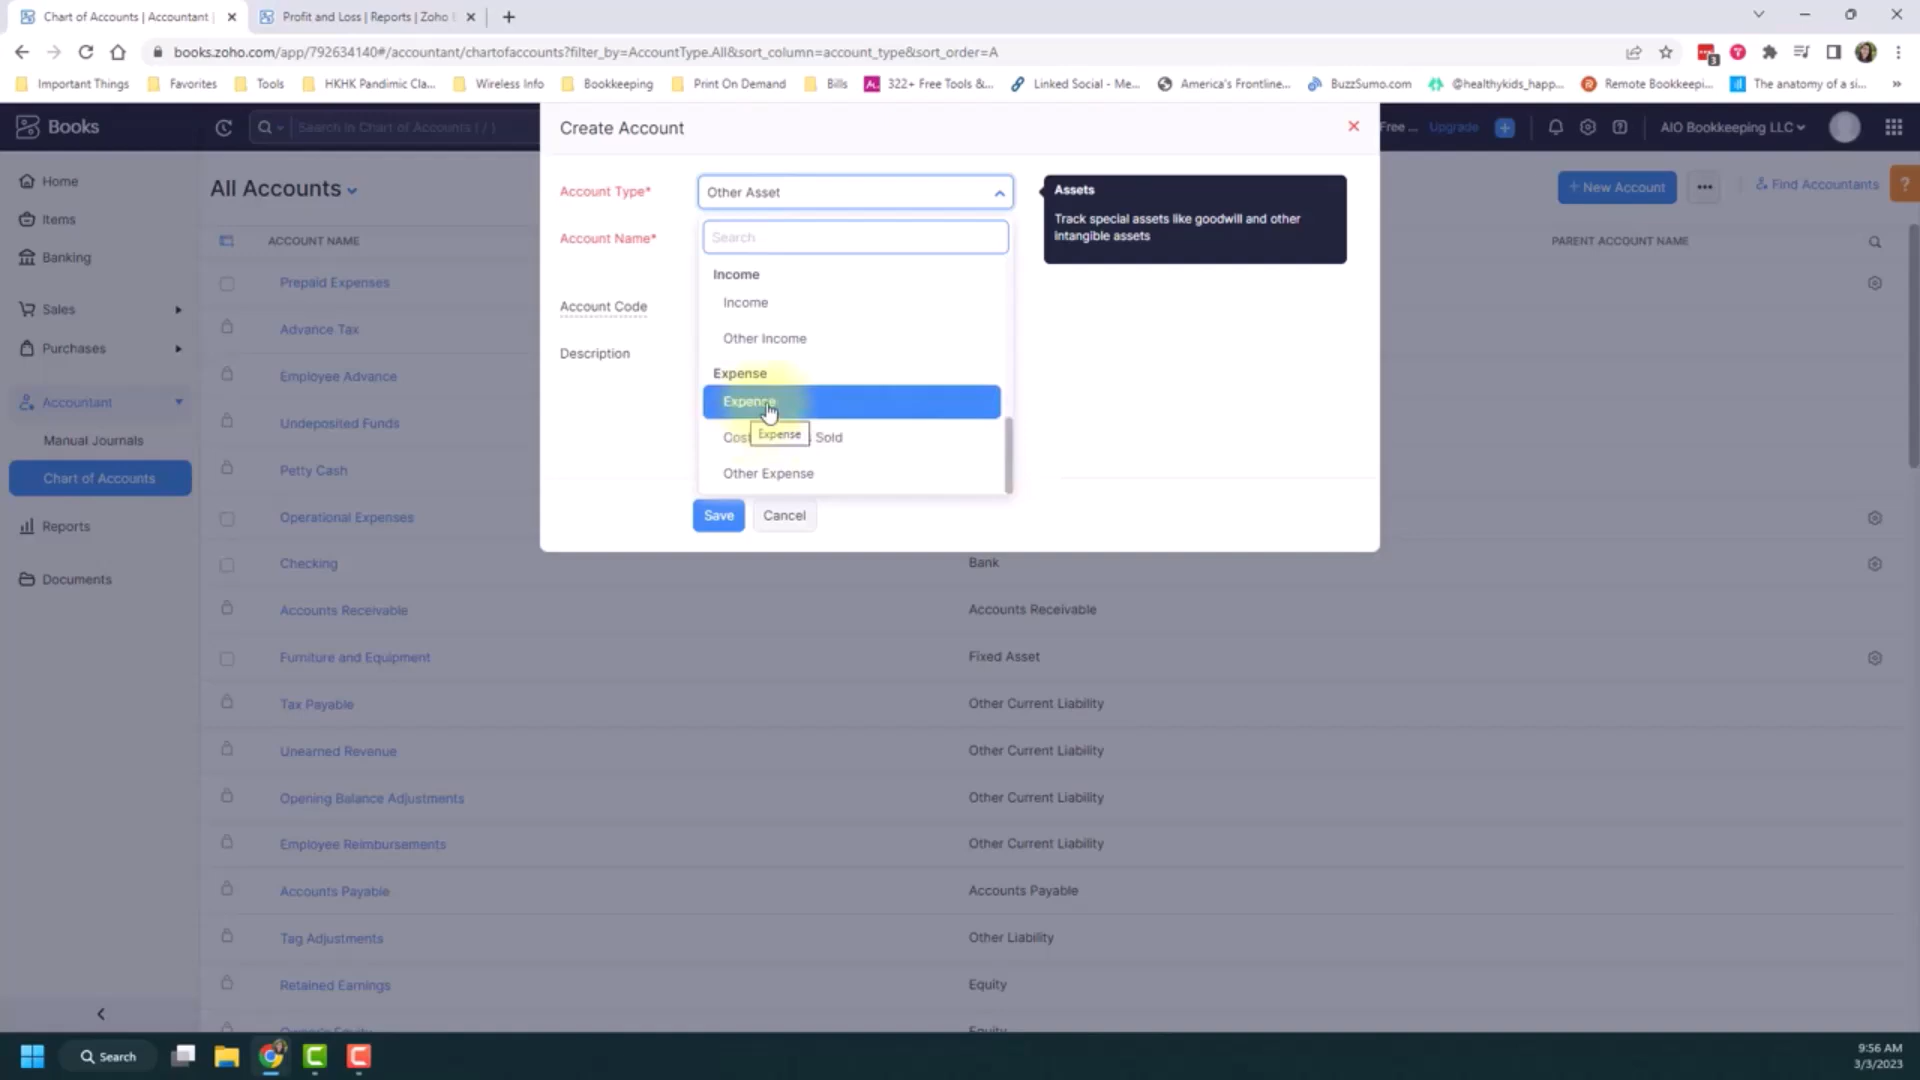 Chart of Accounts | Accountant |
Profit and Loss | Reports | Zoho
books.zoho.com/app/792634140#/accountant/chartofaccounts?filter_by=AccountType.All&sort_column=account_type&sort_order=A
3
Important Things
Favorites
Tools
HKHK Pandimic Cla...
Wireless Info
Bookkeeping
Print On Demand
Bills
322+ Free Tools &...
Linked Social - Me...
America's Frontline...
BuzzSumo.com
@healthykids_happ...
Remote Bookkeepi...
The anatomy of a si...
Books
Search in Chart of Accounts ( / )
Create Account
Free ...
Upgrade
AIO Bookkeeping LLC
Home
Items
Banking
Sales
Purchases
Accountant
Manual Journals
Chart of Accounts
Reports
Documents
All Accounts
+ New Account
Find Accountants
?
ACCOUNT NAME
PARENT ACCOUNT NAME
Account Type*
Other Asset
Assets
Track special assets like goodwill and other
intangible assets
Account Name*
Search
Account Code
Description
Income
Income
Other Income
Expense
Expense
Expense
Cost
Sold
Other Expense
Save
Cancel
Prepaid Expenses
Advance Tax
Employee Advance
Undeposited Funds
Petty Cash
Operational Expenses
Checking
Bank
Accounts Receivable
Accounts Receivable
Furniture and Equipment
Fixed Asset
Tax Payable
Other Current Liability
Unearned Revenue
Other Current Liability
Opening Balance Adjustments
Other Current Liability
Employee Reimbursements
Other Current Liability
Accounts Payable
Accounts Payable
Tag Adjustments
Other Liability
Retained Earnings
Equity
Owner's Equity
Equity
Search
9:56 AM
3/3/2023